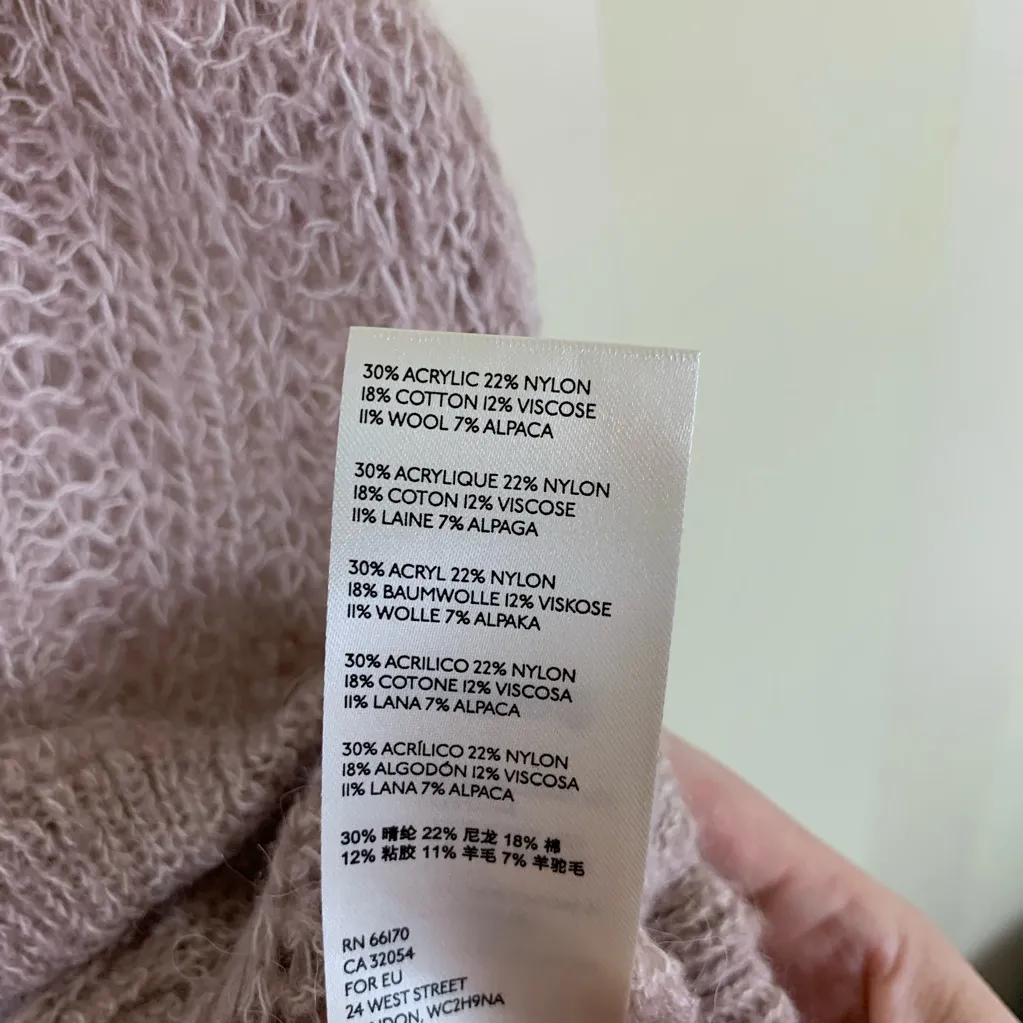 30% ACRYLIC 22% NYLON
18% COTTON 12% VISCOSE
11% WOOL 7% ALPACA
30% ACRYLIQUE 22% NYLON
18% COTON 12% VISCOSE
11% LAINE 7% ALPAGA
30% ACRYL 22% NYLON
18% BAUMWOLLE 12% VISKOSE
11% WOLLE 7% ALPAKA
30% ACRILICO 22% NYLON
18% COTONE 12% VISCOSA
11% LANA 7% ALPACA
30% ACRÍLICO 22% NYLON
18% ALGODÓN 12% VISCOSA
11% LANA 7% ALPACA
30% 晴纶 22% 尼龙 18% 棉
12% 粘胶 11% 羊毛 7% 羊驼毛
RN 66170
CA 32054
FOR EU
24 WEST STREET
WC2H9NA